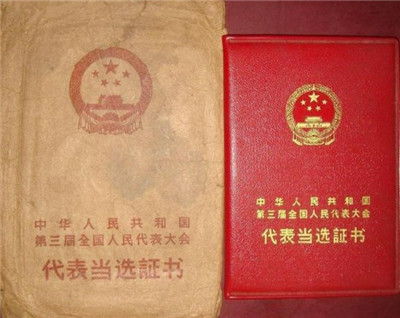 中华人民共和国
第三届全国人民代表大会
代表当选証书
中华人民共和国
第三届全国人民代表大会
代表当选証书